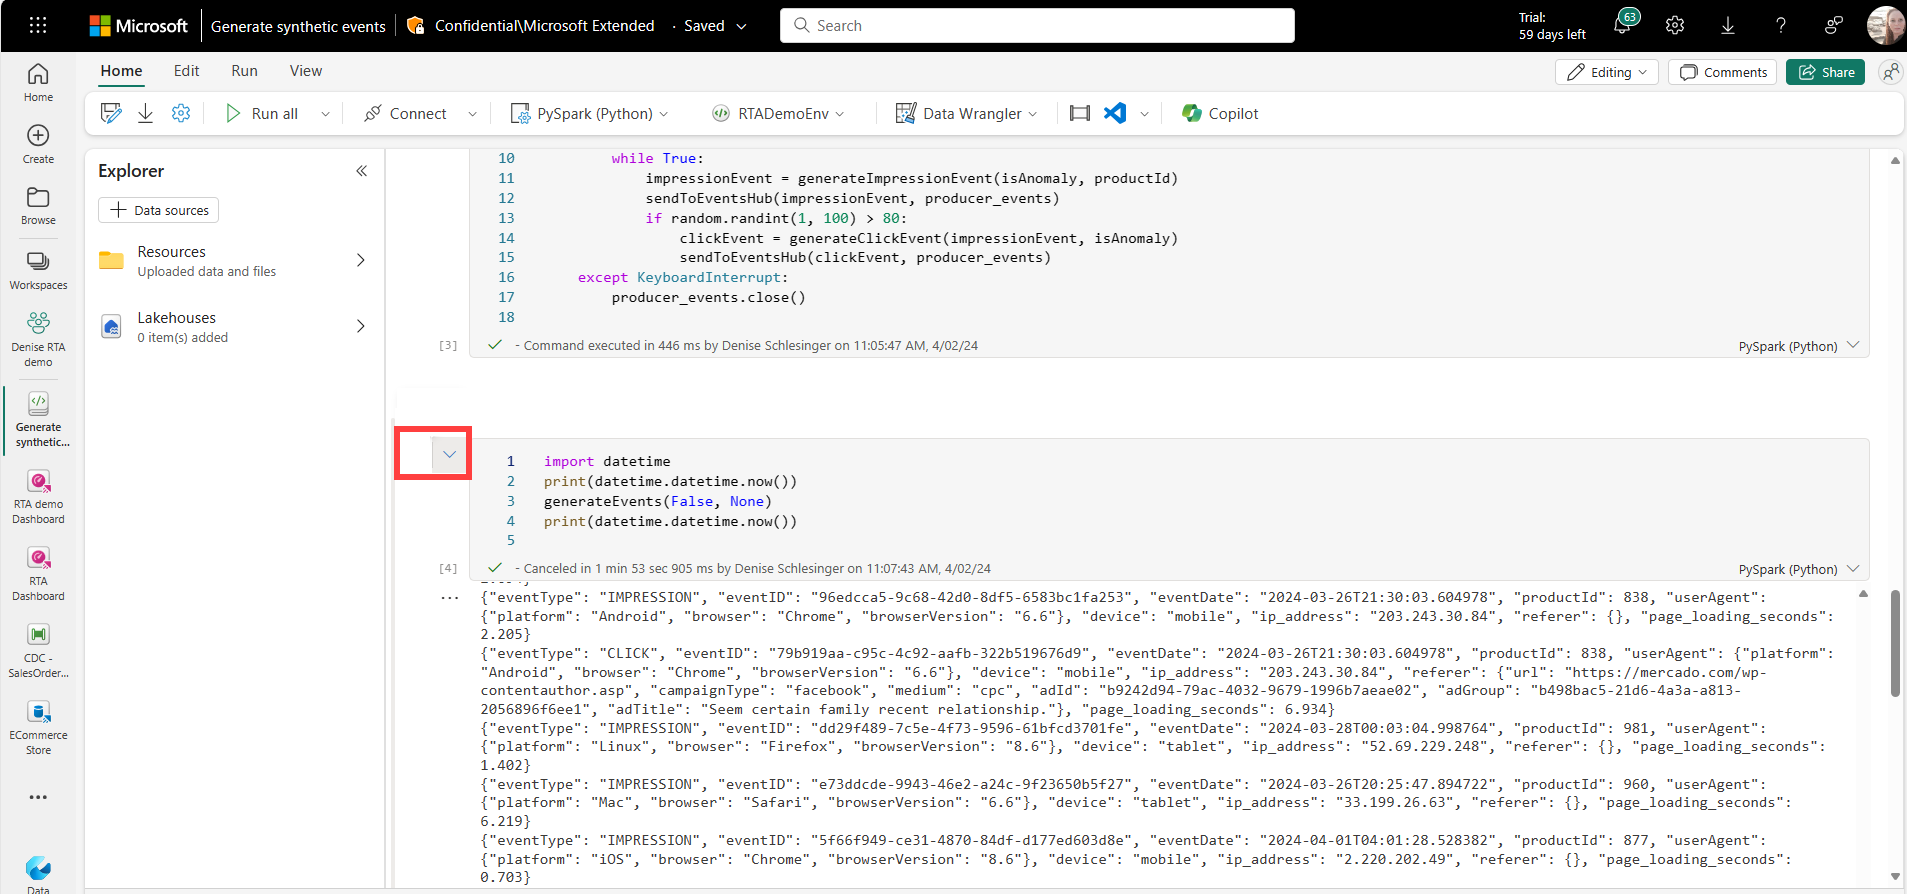 Microsoft
Generate synthetic events
Confidential\Microsoft Extended
· Saved
Search
Trial:
59 days left
63
?
Home
Edit
Run
View
Editing
Comments
Share
Run all
Connect
PySpark (Python)
RTADemoEnv
Data Wrangler
Copilot
Home
Create
Browse
Workspaces
Denise RTA
demo
Generate
synthetic...
RTA demo
Dashboard
RTA
Dashboard
CDC -
SalesOrder...
ECommerce
Store
...
Data
Explorer
+ Data sources
Resources
Uploaded data and files
Lakehouses
0 item(s) added
10 while True:
11 impressionEvent = generateImpressionEvent(isAnomaly, productId)
12 sendToEventsHub(impressionEvent, producer_events)
13 if random.randint(1, 100) > 80:
14 clickEvent = generateClickEvent(impressionEvent, isAnomaly)
15 sendToEventsHub(clickEvent, producer_events)
16 except KeyboardInterrupt:
17 producer_events.close()
18
[3] - Command executed in 446 ms by Denise Schlesinger on 11:05:47 AM, 4/02/24
PySpark (Python)
1 import datetime
2 print(datetime.datetime.now())
3 generateEvents(False, None)
4 print(datetime.datetime.now())
5
[4] - Canceled in 1 min 53 sec 905 ms by Denise Schlesinger on 11:07:43 AM, 4/02/24
PySpark (Python)
...
{"eventType": "IMPRESSION", "eventID": "96edcca5-9c68-42d0-8df5-6583bc1fa253", "eventDate": "2024-03-26T21:30:03.604978", "productId": 838, "userAgent":
{"platform": "Android", "browser": "Chrome", "browserVersion": "6.6"}, "device": "mobile", "ip_address": "203.243.30.84", "referer": {}, "page_loading_seconds":
2.205}
{"eventType": "CLICK", "eventID": "79b919aa-c95c-4c92-aafb-322b519676d9", "eventDate": "2024-03-26T21:30:03.604978", "productId": 838, "userAgent": {"platform":
"Android", "browser": "Chrome", "browserVersion": "6.6"}, "device": "mobile", "ip_address": "203.243.30.84", "referer": {"url": "https://mercado.com/wp-
contentauthor.asp", "campaignType": "facebook", "medium": "cpc", "adId": "b9242d94-79ac-4032-9679-1996b7aeae02", "adGroup": "b498bac5-21d6-4a3a-a813-
2056896f6ee1", "adTitle": "Seem certain family recent relationship."}, "page_loading_seconds": 6.934}
{"eventType": "IMPRESSION", "eventID": "dd29f489-7c5e-4f73-9596-61bfcd3701fe", "eventDate": "2024-03-28T00:03:04.998764", "productId": 981, "userAgent":
{"platform": "Linux", "browser": "Firefox", "browserVersion": "8.6"}, "device": "tablet", "ip_address": "52.69.229.248", "referer": {}, "page_loading_seconds":
1.402}
{"eventType": "IMPRESSION", "eventID": "e73ddcde-9943-46e2-a24c-9f23650b5f27", "eventDate": "2024-03-26T20:25:47.894722", "productId": 960, "userAgent":
{"platform": "Mac", "browser": "Safari", "browserVersion": "6.6"}, "device": "tablet", "ip_address": "33.199.26.63", "referer": {}, "page_loading_seconds":
6.219}
{"eventType": "IMPRESSION", "eventID": "5f66f949-ce31-4870-84df-d177ed603d8e", "eventDate": "2024-04-01T04:01:28.528382", "productId": 877, "userAgent":
{"platform": "iOS", "browser": "Chrome", "browserVersion": "8.6"}, "device": "mobile", "ip_address": "2.220.202.49", "referer": {}, "page_loading_seconds":
0.703}